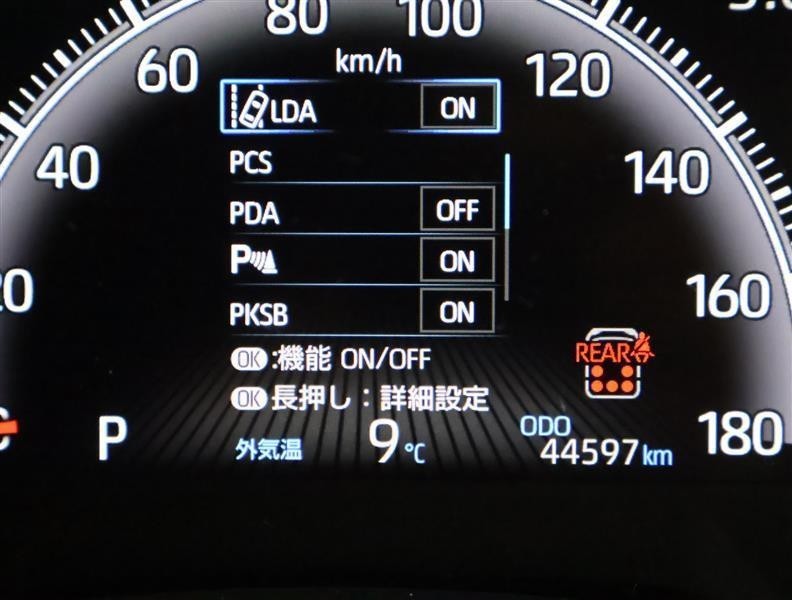 80
100
60
km/h
120
LDA ON
PCS
40
140
PDA OFF
P ON
160
PKSB ON
OK:機能 ON/OFF
REAR
OK長押し：詳細設定
P
外気温 9℃
ODO
44597km
180